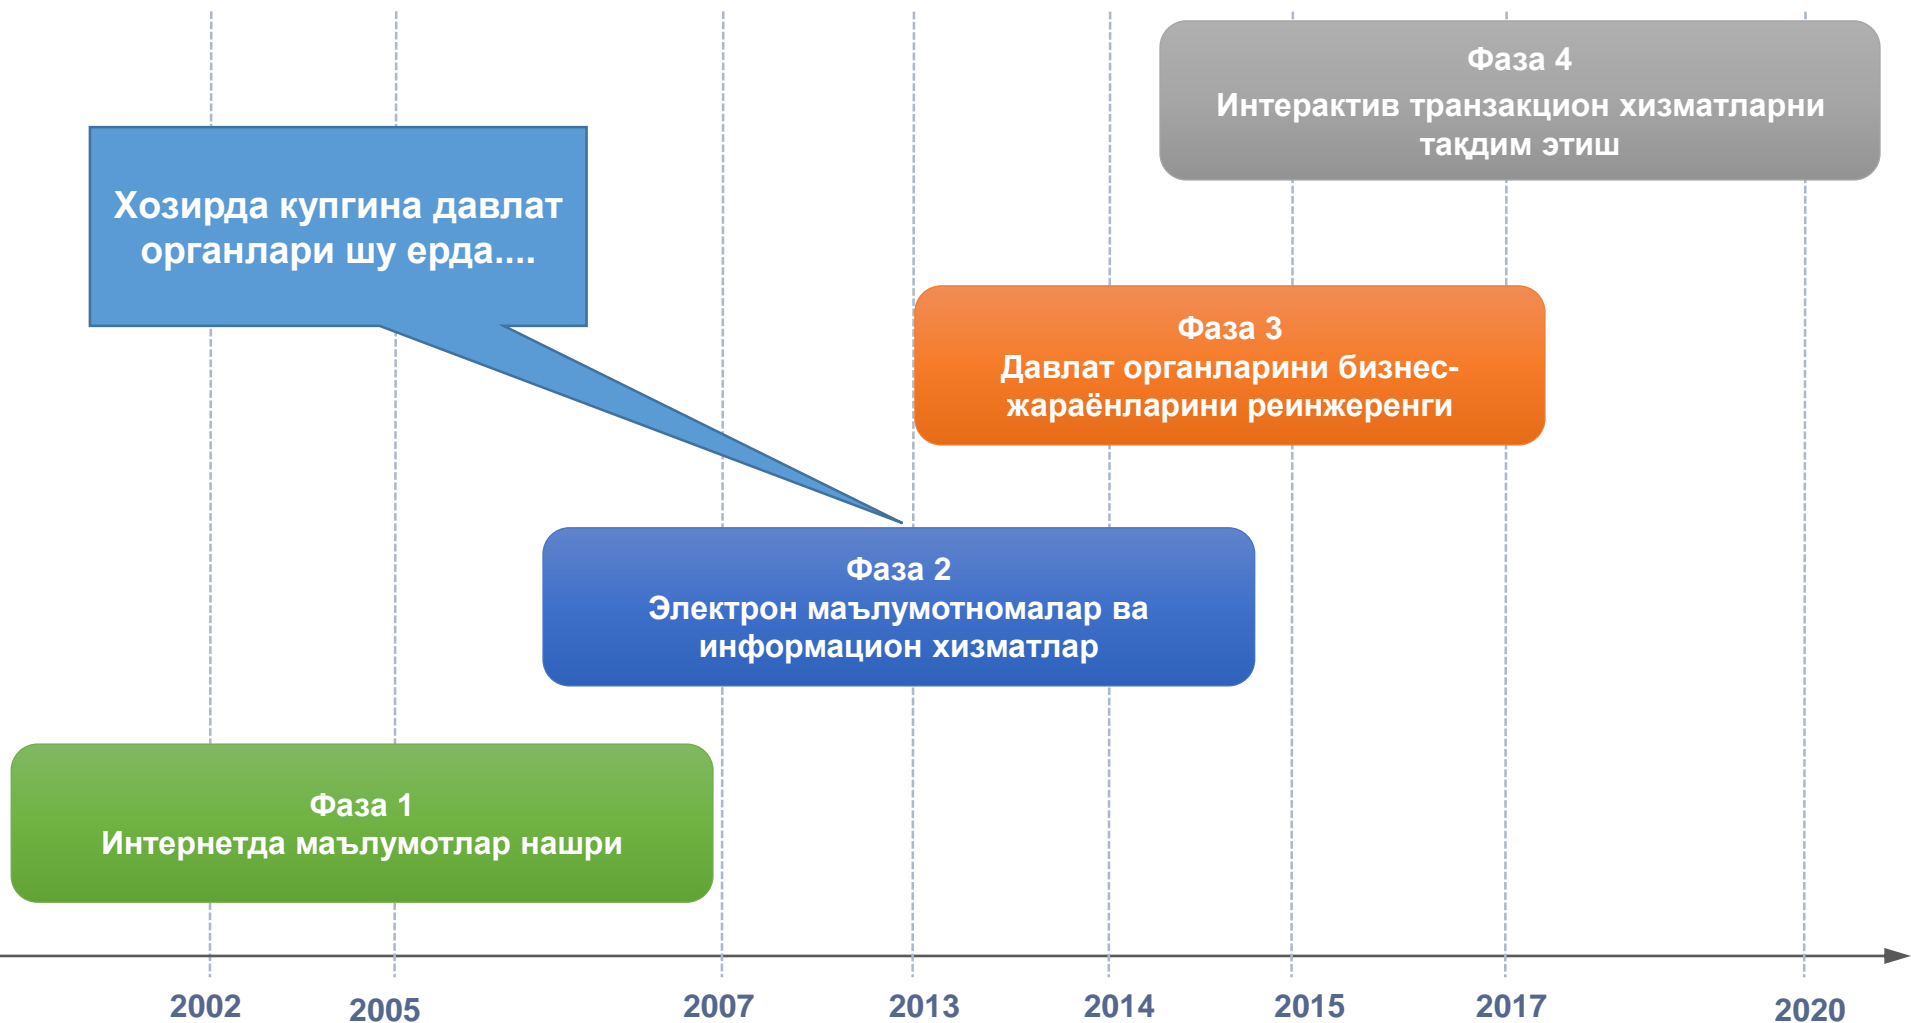 Фаза 4
Интерактив транзакцион хизматларни
тақдим этиш
Хозирда купгина давлат
органлари шу ерда....
Фаза 3
Давлат органларини бизнес-
жараёнларини реинжеренги
Фаза 2
Электрон маълумотномалар ва
информацион хизматлар
Фаза 1
Интернетда маълумотлар нашри
2002 2005 2007 2013 2014 2015 2017 2020